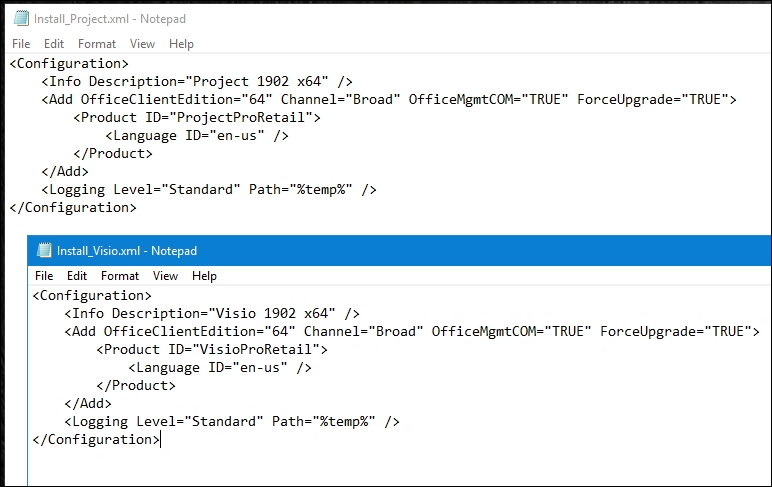 Install_Project.xml - Notepad
File Edit Format View Help
<Configuration>
    <Info Description="Project 1902 x64" />
    <Add OfficeClientEdition="64" Channel="Broad" OfficeMgmtCOM="TRUE" ForceUpgrade="TRUE">
        <Product ID="ProjectProRetail">
            <Language ID="en-us" />
        </Product>
    </Add>
    <Logging Level="Standard" Path="%temp%" />
</Configuration>
Install_Visio.xml - Notepad
File Edit Format View Help
<Configuration>
    <Info Description="Visio 1902 x64" />
    <Add OfficeClientEdition="64" Channel="Broad" OfficeMgmtCOM="TRUE" ForceUpgrade="TRUE">
        <Product ID="VisioProRetail">
            <Language ID="en-us" />
        </Product>
    </Add>
    <Logging Level="Standard" Path="%temp%" />
</Configuration>